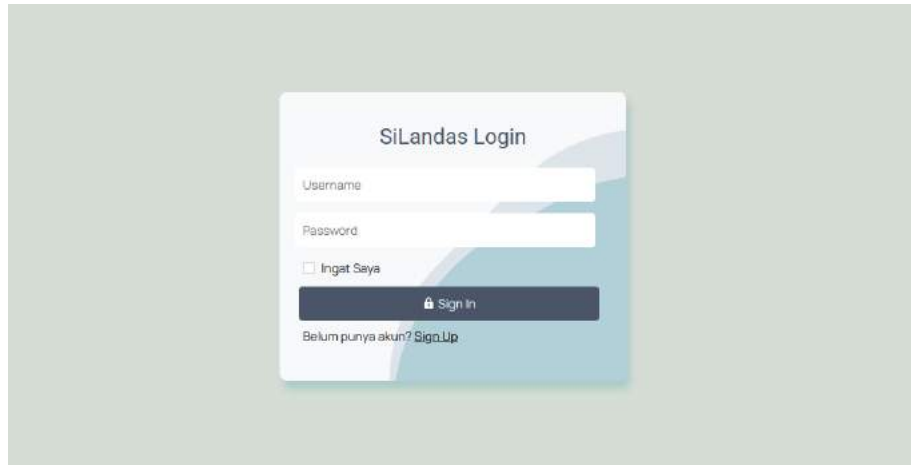 SiLandas Login
Username
Password
Ingat Saya
Sign In
Belum punya akun? Sign Up